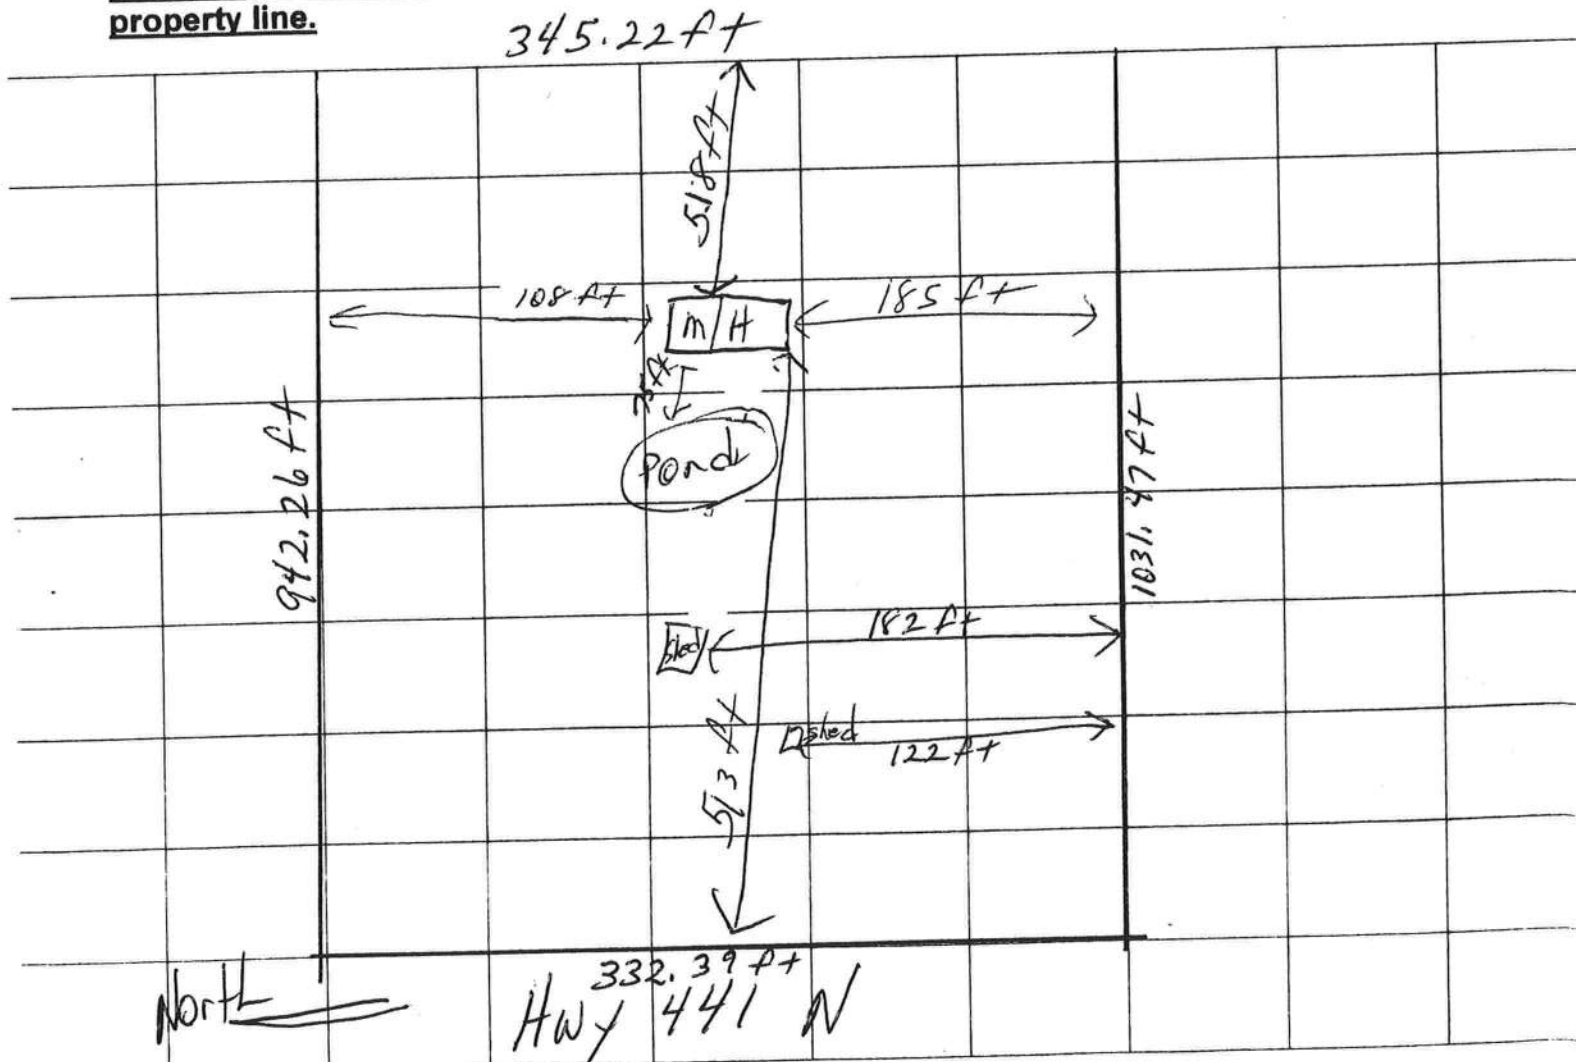 property line.
345.22 ft
518 ft
108 ft
M/H
185 ft
Pond
942.26 ft
1031.47 ft
182 ft
shed
shed
122 ft
513 ft
332.39 ft
North
Hwy 441 N